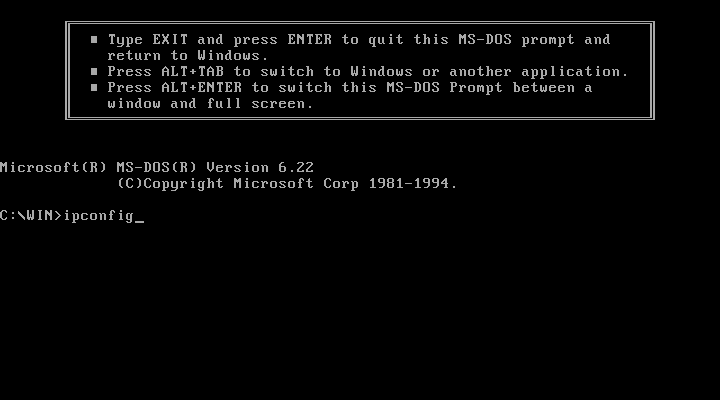 ■ Type EXIT and press ENTER to quit this MS-DOS prompt and
return to Windows.
■ Press ALT+TAB to switch to Windows or another application.
■ Press ALT+ENTER to switch this MS-DOS Prompt between a
window and full screen.
Microsoft(R) MS-DOS(R) Version 6.22
(C)Copyright Microsoft Corp 1981-1994.
C:\WIN>ipconfig_